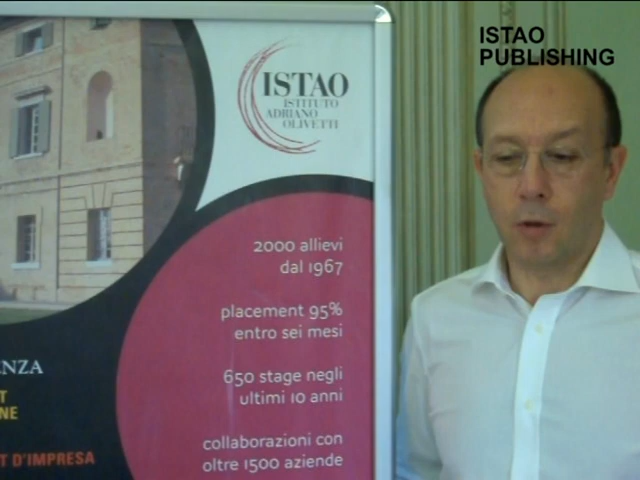 ISTAO
PUBLISHING
ISTAO
ISTITUTO
ADRIANO
OLIVETTI
2000 allievi
dal 1967
placement 95%
entro sei mesi
650 stage negli
ultimi 10 anni
collaborazioni con
oltre 1500 aziende
ENZA
T
NE
T D'IMPRESA